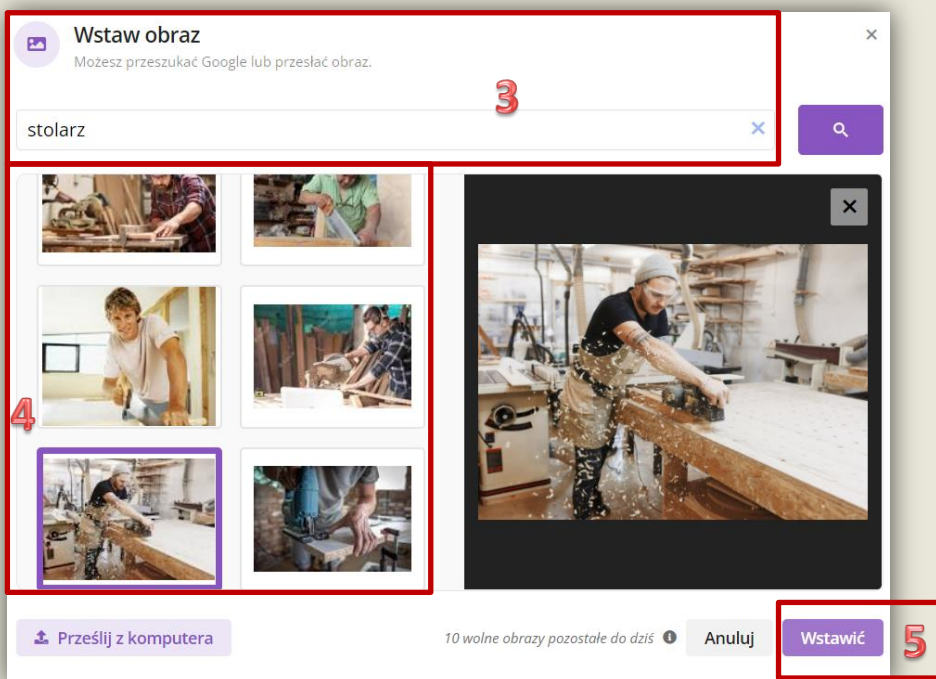 Wstaw obraz
Możesz przeszukać Google lub przesłać obraz.
3
stolarz
4
Prześlij z komputera
10 wolne obrazy pozostałe do dziś
Anuluj
Wstawić
5